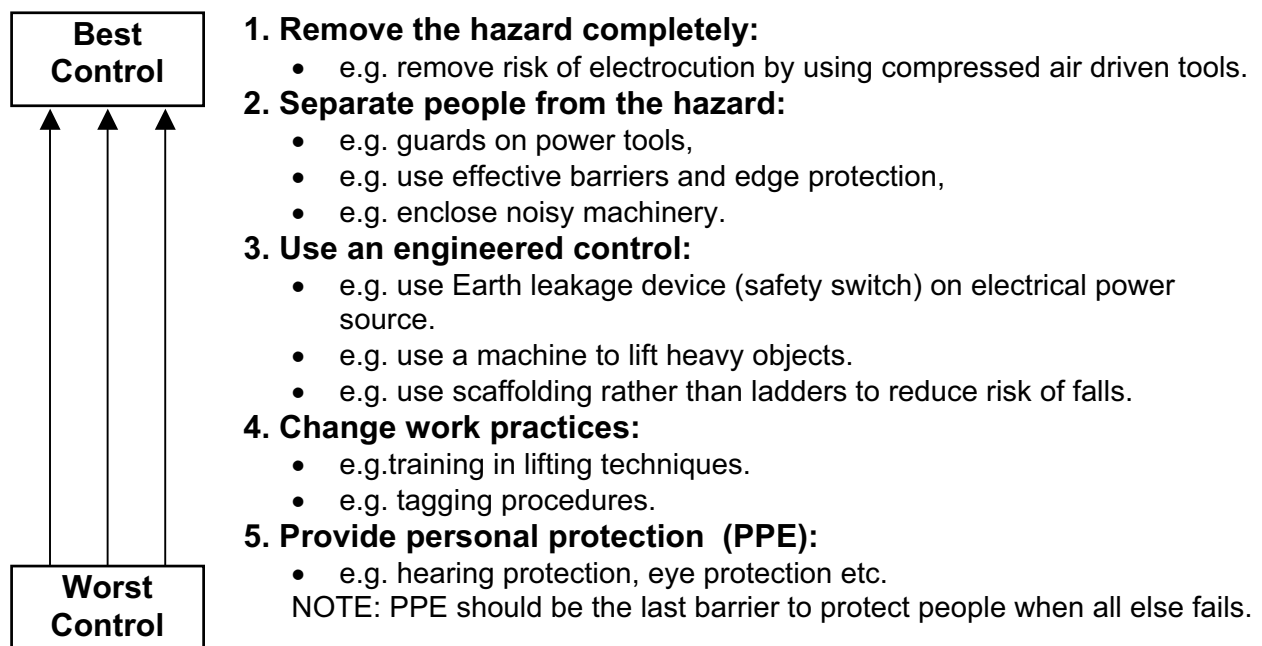 Best
Control
1. Remove the hazard completely:
• e.g. remove risk of electrocution by using compressed air driven tools.
2. Separate people from the hazard:
• e.g. guards on power tools,
• e.g. use effective barriers and edge protection,
• e.g. enclose noisy machinery.
3. Use an engineered control:
• e.g. use Earth leakage device (safety switch) on electrical power
source.
• e.g. use a machine to lift heavy objects.
• e.g. use scaffolding rather than ladders to reduce risk of falls.
4. Change work practices:
• e.g.training in lifting techniques.
• e.g. tagging procedures.
5. Provide personal protection  (PPE):
• e.g. hearing protection, eye protection etc.
NOTE: PPE should be the last barrier to protect people when all else fails.
Worst
Control